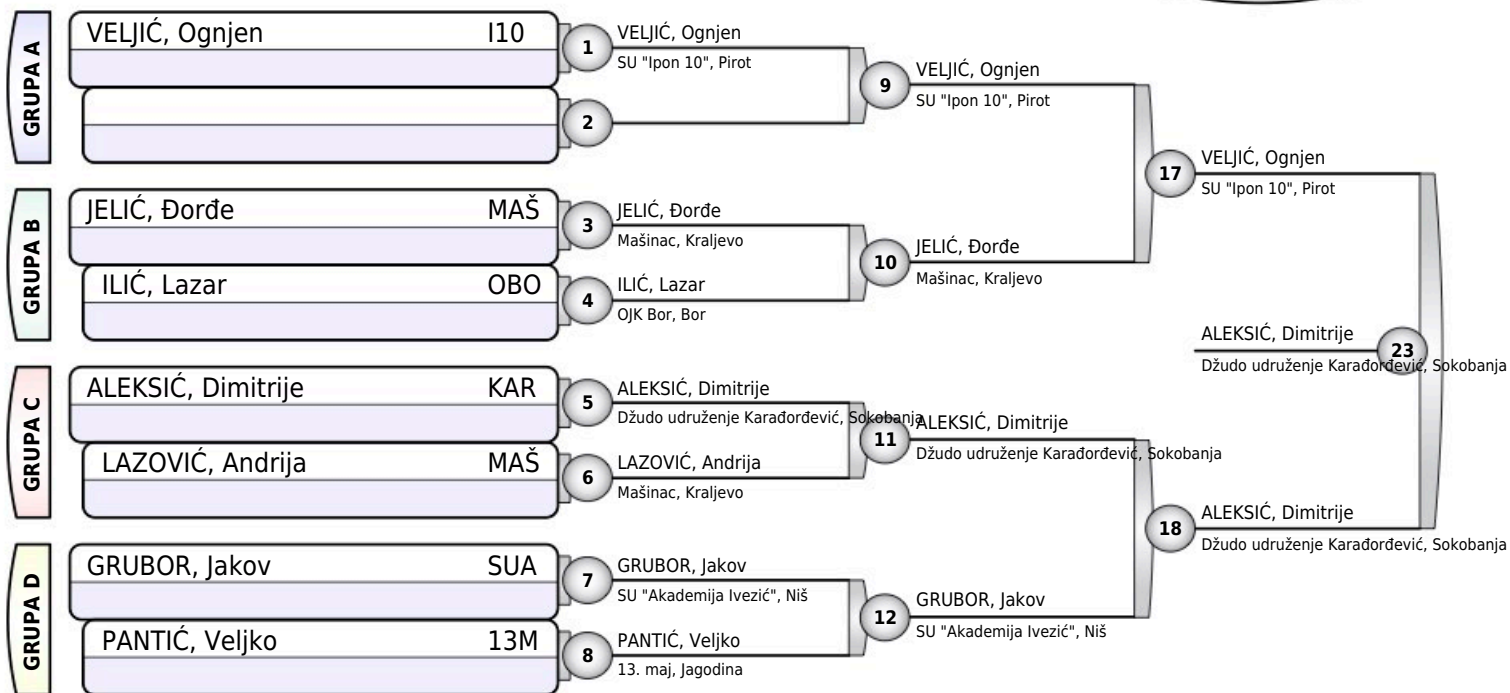 GRUPA A
VELJIĆ, Ognjen I10
1
VELJIĆ, Ognjen
SU "Ipon 10", Pirot
2
9
VELJIĆ, Ognjen
SU "Ipon 10", Pirot
GRUPA B
JELIĆ, Đorđe MAŠ
3
JELIĆ, Đorđe
Mašinac, Kraljevo
ILIĆ, Lazar OBO
4
ILIĆ, Lazar
OJK Bor, Bor
10
JELIĆ, Đorđe
Mašinac, Kraljevo
17
VELJIĆ, Ognjen
SU "Ipon 10", Pirot
GRUPA C
ALEKSIĆ, Dimitrije KAR
5
ALEKSIĆ, Dimitrije
Džudo udruženje Karađorđević, Sokobanja
LAZOVIĆ, Andrija MAŠ
6
LAZOVIĆ, Andrija
Mašinac, Kraljevo
11
ALEKSIĆ, Dimitrije
Džudo udruženje Karađorđević, Sokobanja
GRUPA D
GRUBOR, Jakov SUA
7
GRUBOR, Jakov
SU "Akademija Ivezić", Niš
PANTIĆ, Veljko 13M
8
PANTIĆ, Veljko
13. maj, Jagodina
12
GRUBOR, Jakov
SU "Akademija Ivezić", Niš
18
ALEKSIĆ, Dimitrije
Džudo udruženje Karađorđević, Sokobanja
23
ALEKSIĆ, Dimitrije
Džudo udruženje Karađorđević, Sokobanja